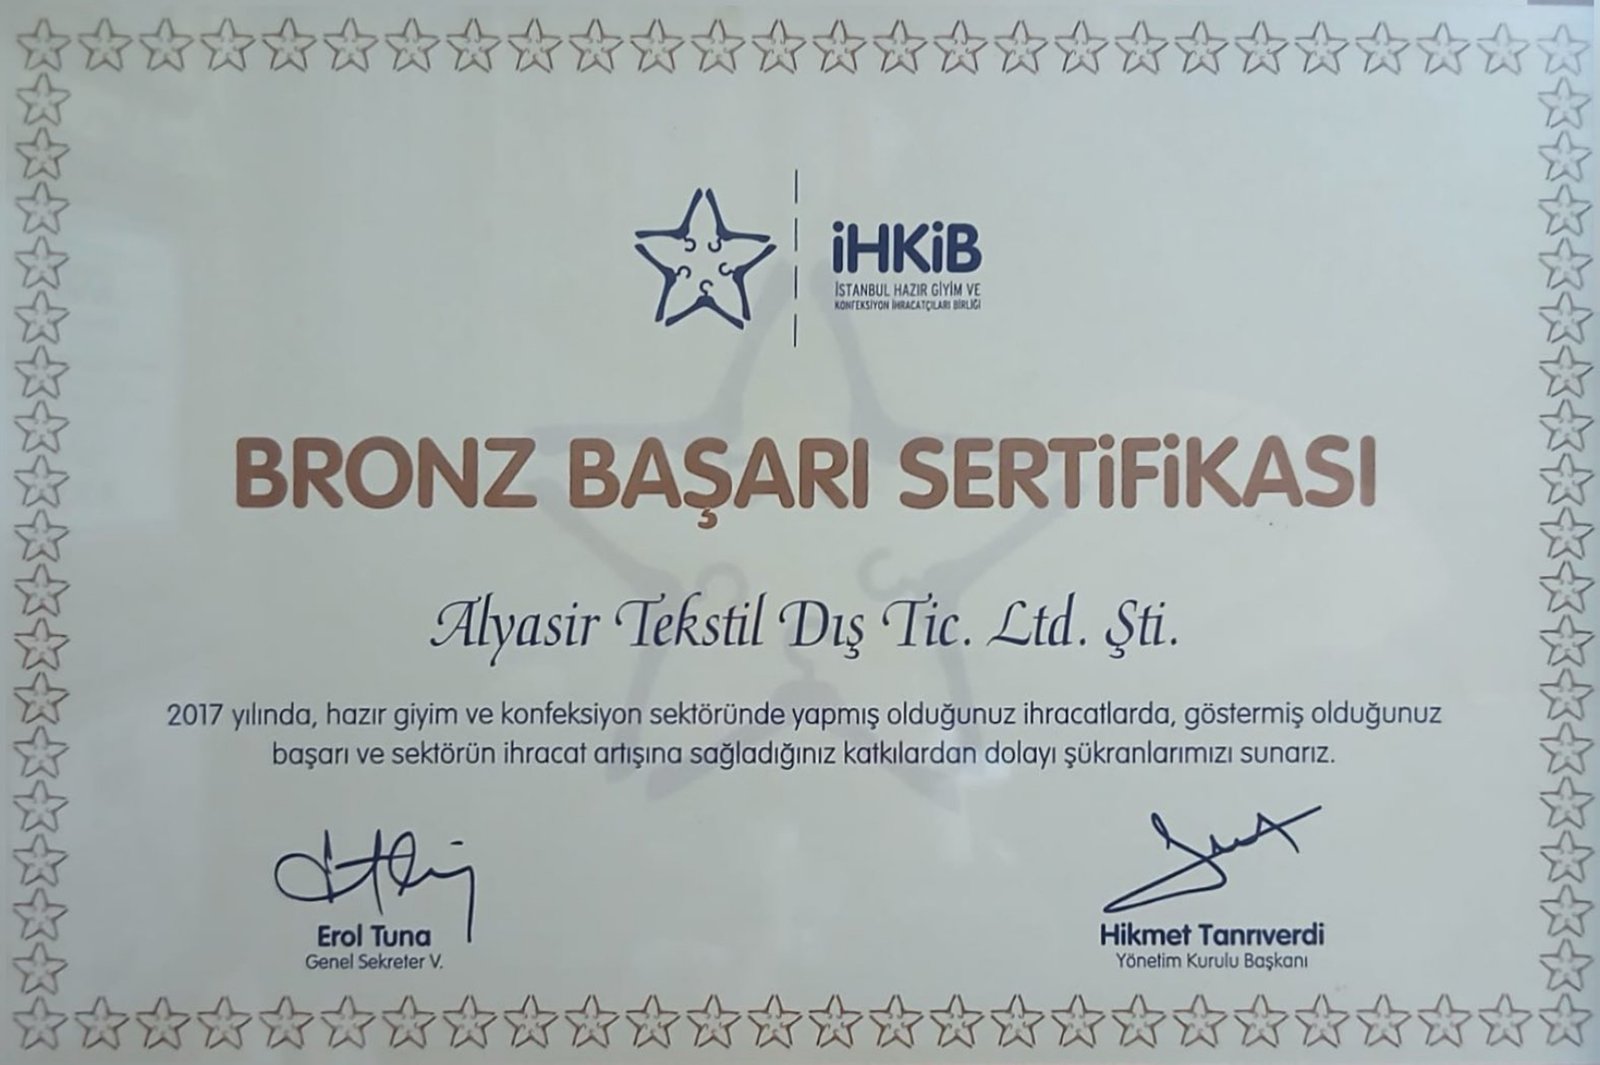 iHKiB
İSTANBUL HAZIR GİYİM VE
KONFEKSİYON İHRACATÇILARI BİRLİĞİ
BRONZ BAŞARI SERTİFİKASI
Alyasir Tekstil Dış Tic. Ltd. Şti.
2017 yılında, hazır giyim ve konfeksiyon sektöründe yapmış olduğunuz ihracatlarda, göstermiş olduğunuz
başarı ve sektörün ihracat artışına sağladığınız katkılardan dolayı şükranlarımızı sunarız.
Erol Tuna
Genel Sekreter V.
Hikmet Tanrıverdi
Yönetim Kurulu Başkanı